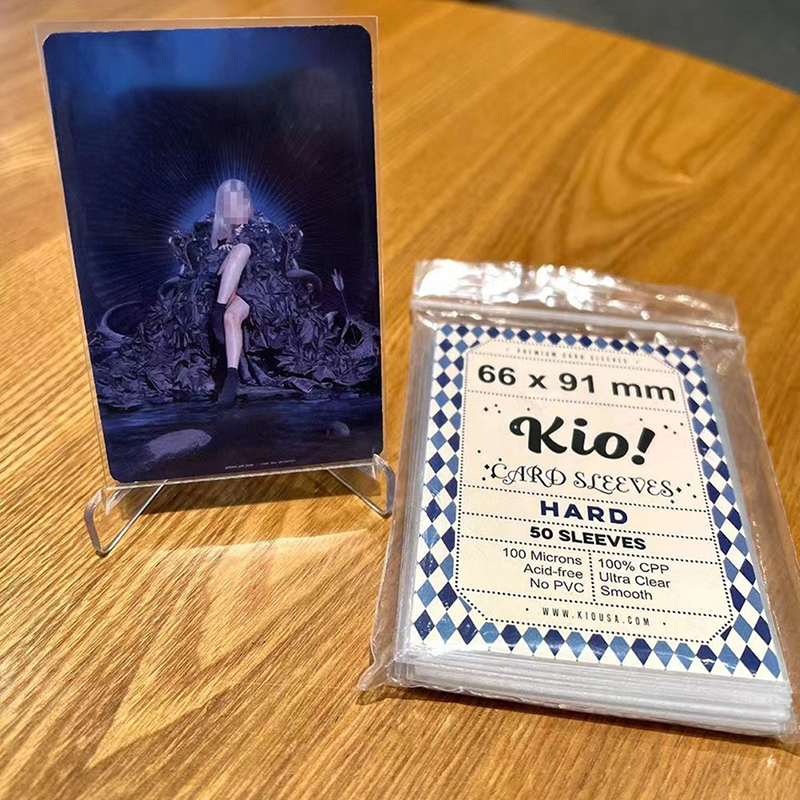 PREMIUM CARD SLEEVES
66 x 91 mm
Kio!
CARD SLEEVES
HARD
50 SLEEVES
100 Microns
Acid-free
No PVC
100% CPP
Ultra Clear
Smooth
WWW.KIOUSA.COM